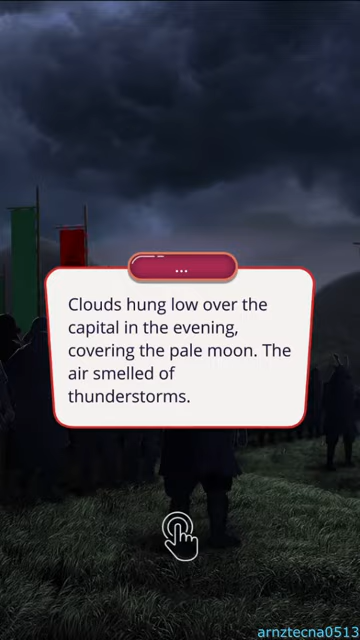 ...
Clouds hung low over the
capital in the evening,
covering the pale moon. The
air smelled of
thunderstorms.
arnztecna0513